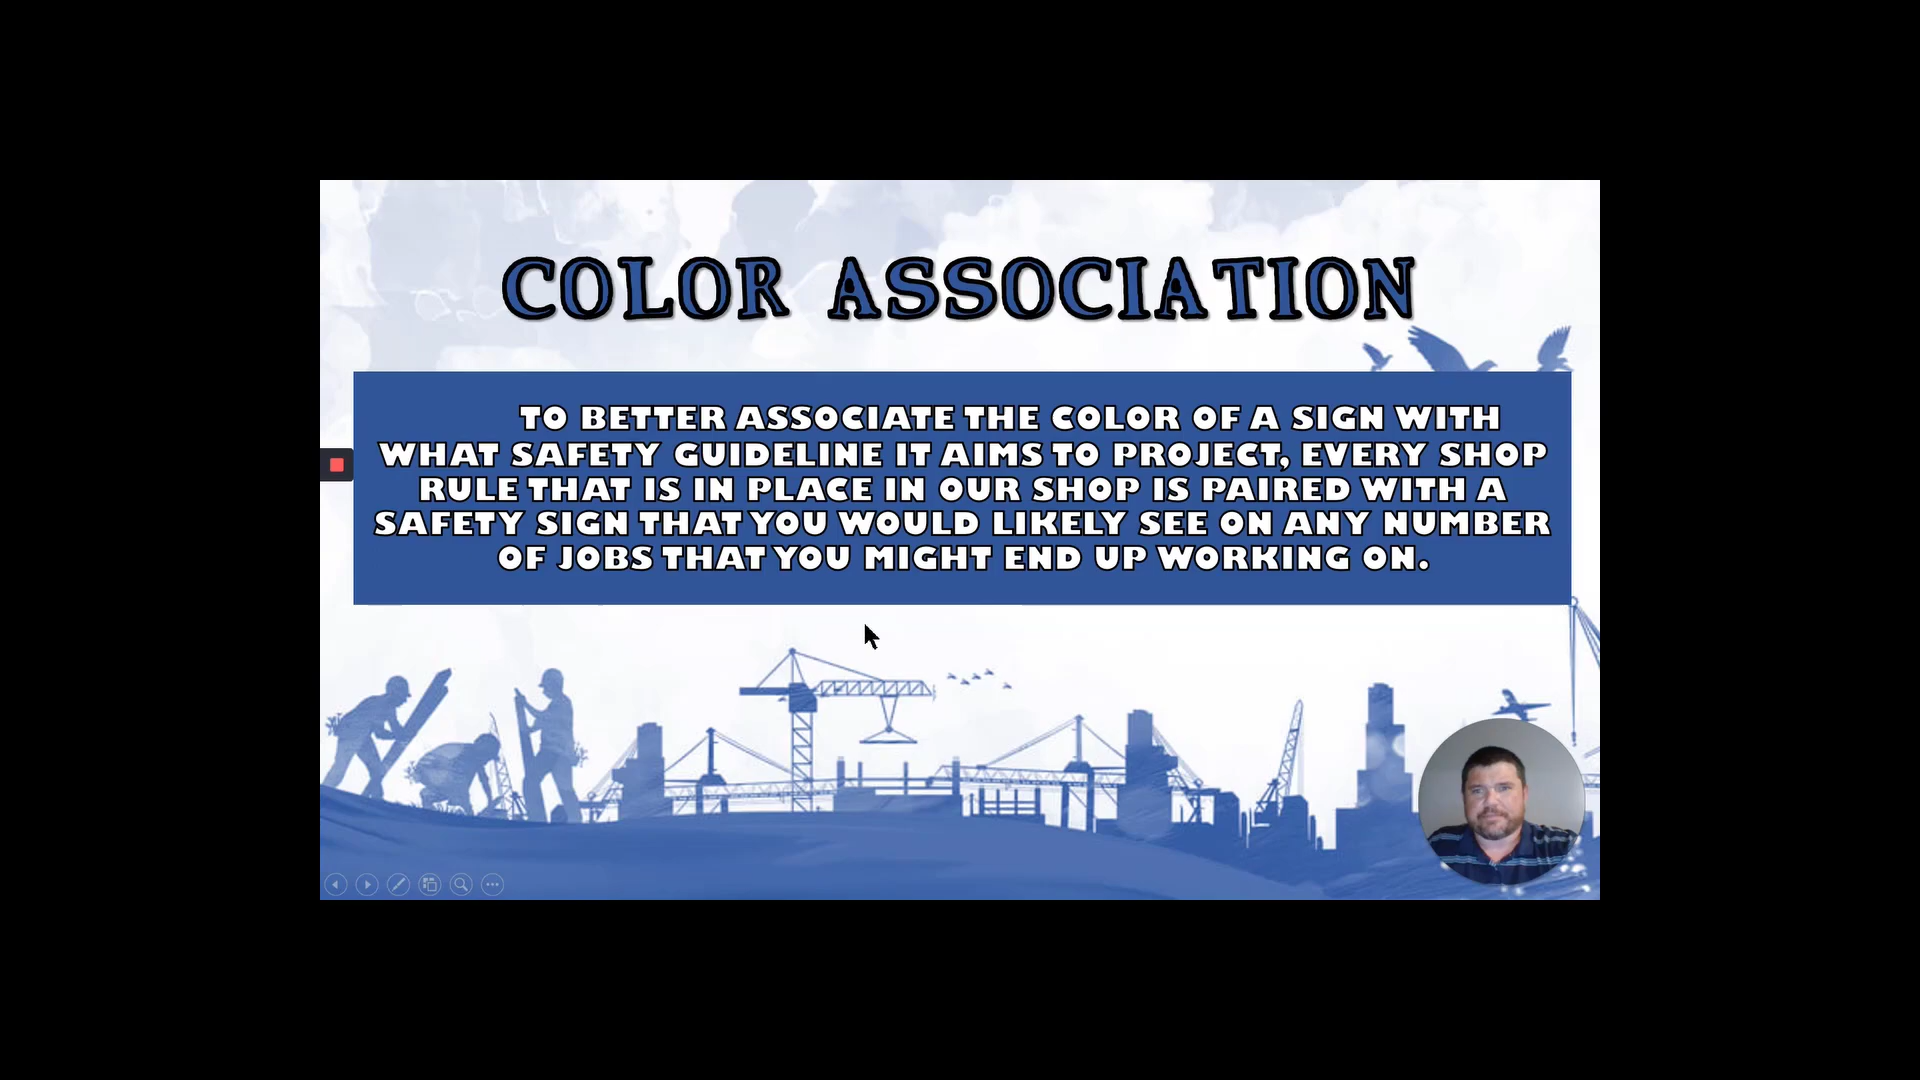 COLOR ASSOCIATION
TO BETTER ASSOCIATE THE COLOR OF A SIGN WITH
WHAT SAFETY GUIDELINE IT AIMS TO PROJECT, EVERY SHOP
RULE THAT IS IN PLACE IN OUR SHOP IS PAIRED WITH A
SAFETY SIGN THAT YOU WOULD LIKELY SEE ON ANY NUMBER
OF JOBS THAT YOU MIGHT END UP WORKING ON.